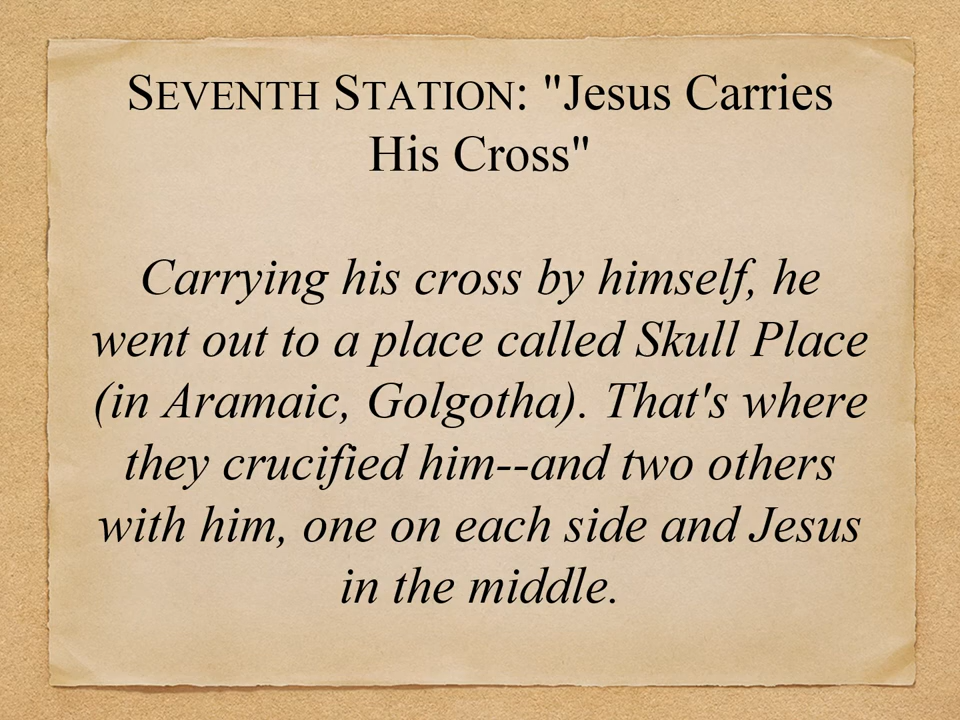 SEVENTH STATION: "Jesus Carries
His Cross"
Carrying his cross by himself, he
went out to a place called Skull Place
(in Aramaic, Golgotha). That's where
they crucified him--and two others
with him, one on each side and Jesus
in the middle.